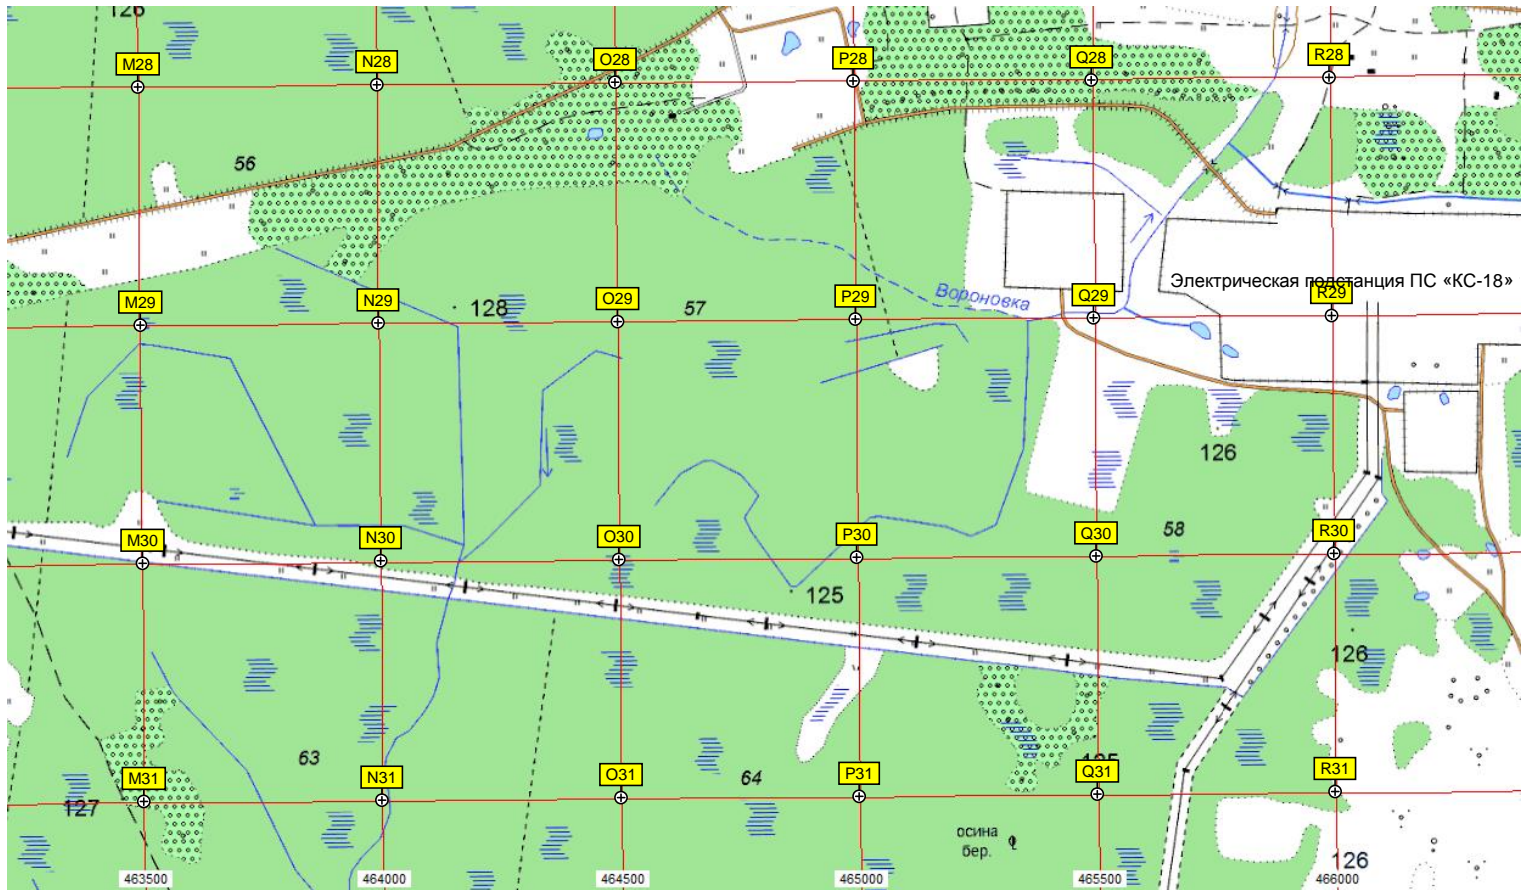 126
M28
N28
O28
P28
Q28
R28
56
M29
N29
128
O29
57
P29
Вороновка
Q29
Электрическая подстанция ПС «КС-18»
R29
126
M30
N30
O30
P30
Q30
58
R30
125
126
63
M31
127
N31
O31
64
P31
125
Q31
R31
осина
бер.
126
463500
464000
464500
465000
465500
466000